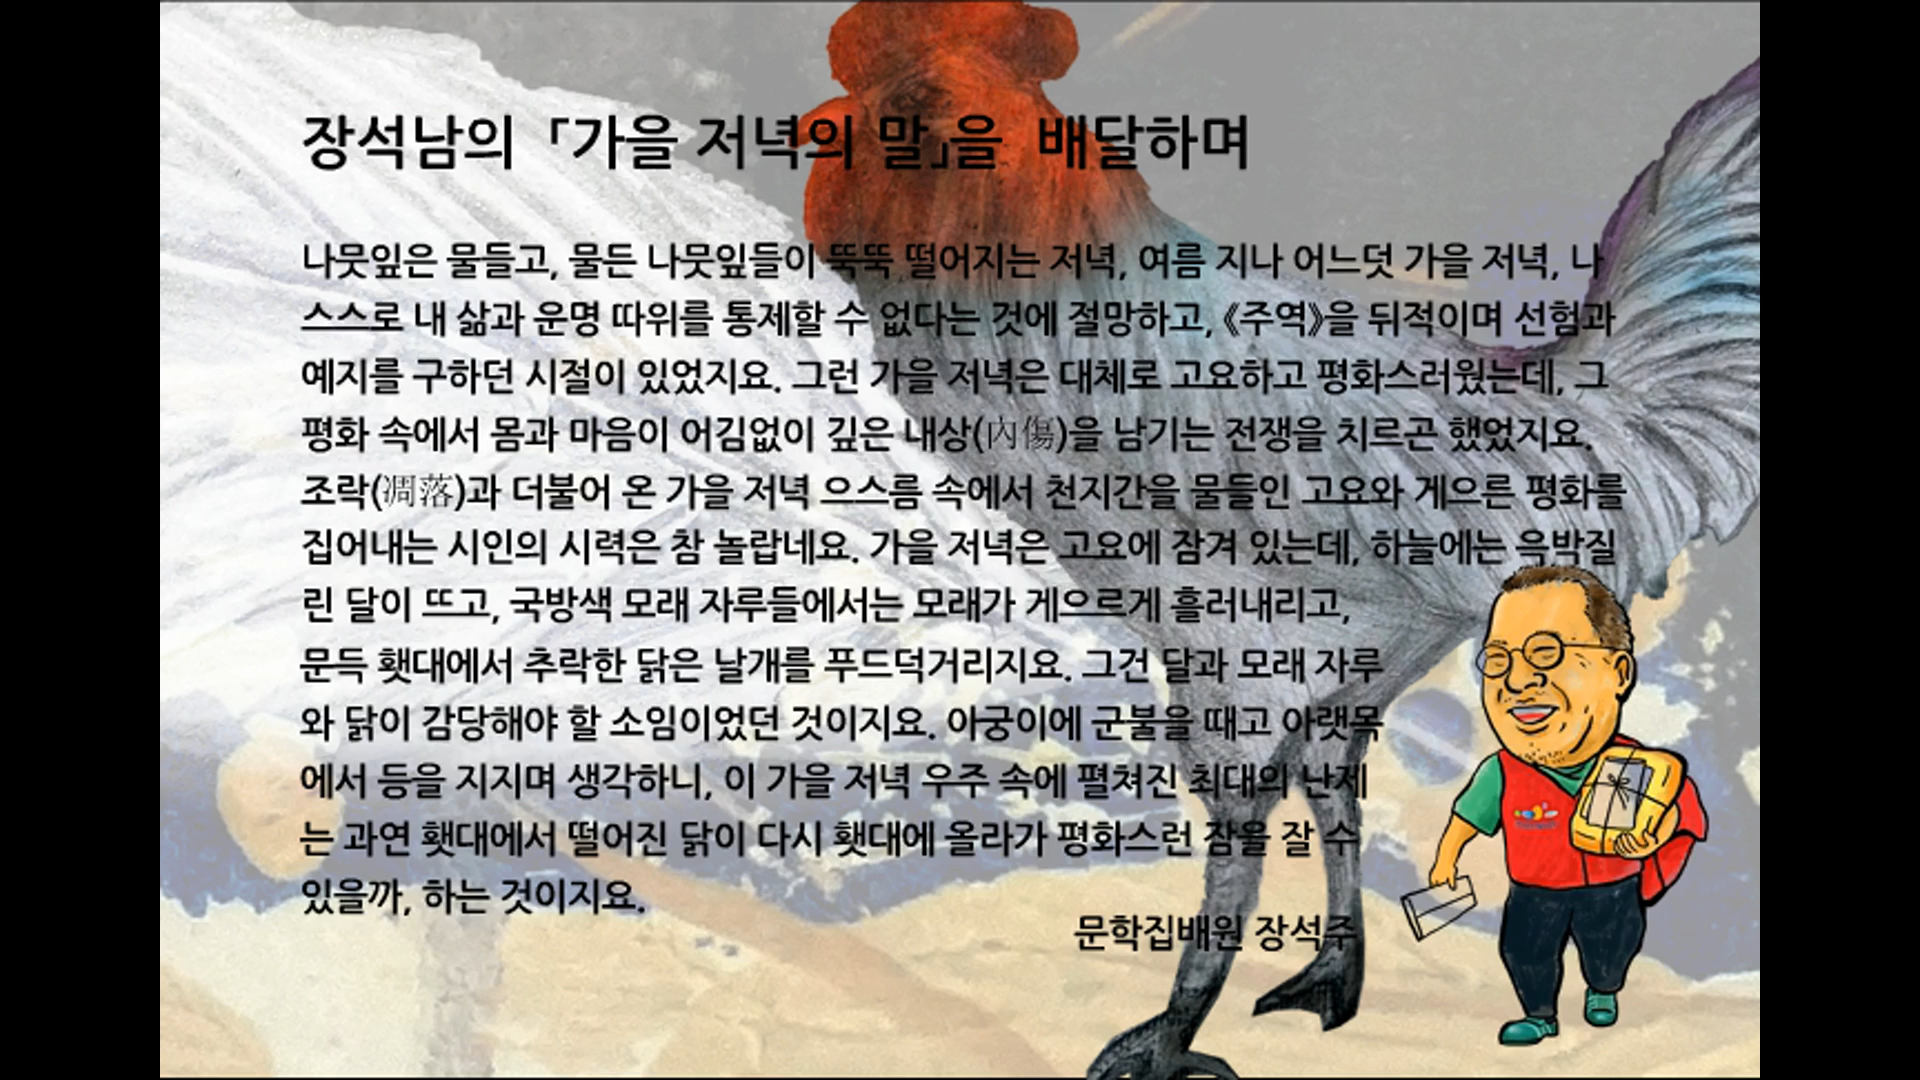 장석남의 「가을 저녁의 말」을 배달하며
나뭇잎은 물들고, 물든 나뭇잎들이 뚝뚝 떨어지는 저녁, 여름 지나 어느덧 가을 저녁, 나
스스로 내 삶과 운명 따위를 통제할 수 없다는 것에 절망하고, 《주역》을 뒤적이며 선험과
예지를 구하던 시절이 있었지요. 그런 가을 저녁은 대체로 고요하고 평화스러웠는데, 그
평화 속에서 몸과 마음이 어김없이 깊은 내상(內傷)을 남기는 전쟁을 치르곤 했었지요.
조락(凋落)과 더불어 온 가을 저녁 으스름 속에서 천지간을 물들인 고요와 게으른 평화를
집어내는 시인의 시력은 참 놀랍네요. 가을 저녁은 고요에 잠겨 있는데, 하늘에는 윽박질
린 달이 뜨고, 국방색 모래 자루들에서는 모래가 게으르게 흘러내리고,
문득 횃대에서 추락한 닭은 날개를 푸드덕거리지요. 그건 달과 모래 자루
와 닭이 감당해야 할 소임이었던 것이지요. 아궁이에 군불을 때고 아랫목
에서 등을 지지며 생각하니, 이 가을 저녁 우주 속에 펼쳐진 최대의 난제
는 과연 횃대에서 떨어진 닭이 다시 횃대에 올라가 평화스런 잠을 잘 수
있을까, 하는 것이지요.
문학집배원 장석주